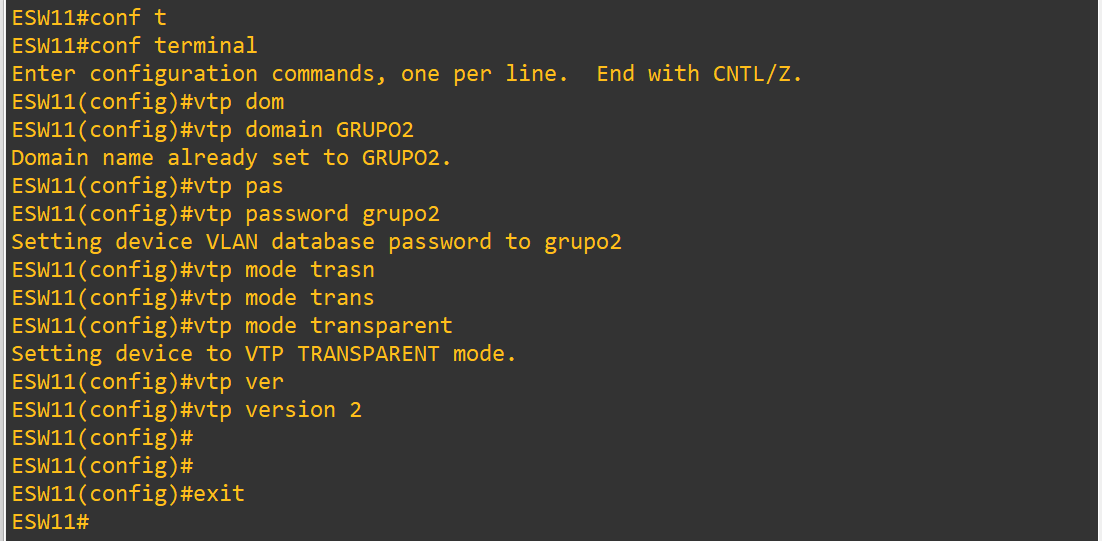 ESW11#conf t
ESW11#conf terminal
Enter configuration commands, one per line.  End with CNTL/Z.
ESW11(config)#vtp dom
ESW11(config)#vtp domain GRUPO2
Domain name already set to GRUPO2.
ESW11(config)#vtp pas
ESW11(config)#vtp password grupo2
Setting device VLAN database password to grupo2
ESW11(config)#vtp mode trasn
ESW11(config)#vtp mode trans
ESW11(config)#vtp mode transparent
Setting device to VTP TRANSPARENT mode.
ESW11(config)#vtp ver
ESW11(config)#vtp version 2
ESW11(config)#
ESW11(config)#
ESW11(config)#exit
ESW11#